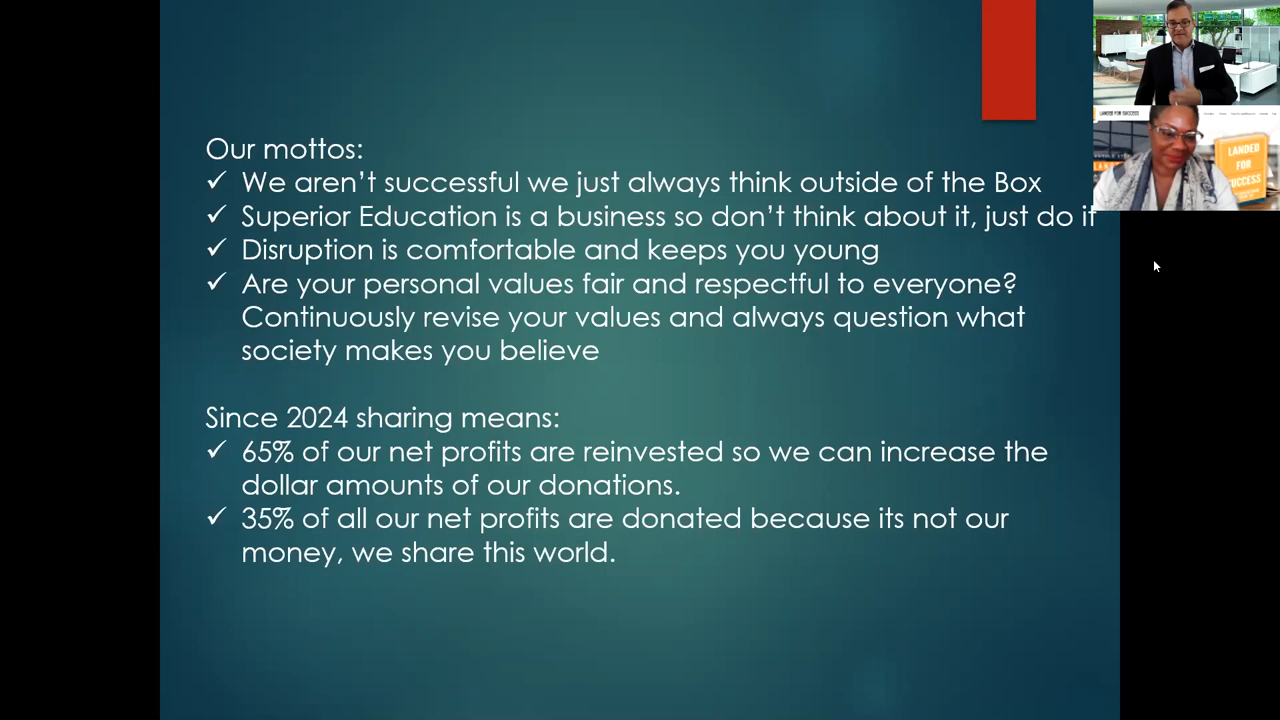 Our mottos:
✓ We aren't successful we just always think outside of the Box
✓ Superior Education is a business so don't think about it, just do it
✓ Disruption is comfortable and keeps you young
✓ Are your personal values fair and respectful to everyone?
Continuously revise your values and always question what
society makes you believe
Since 2024 sharing means:
✓ 65% of our net profits are reinvested so we can increase the
dollar amounts of our donations.
✓ 35% of all our net profits are donated because its not our
money, we share this world.
LANDED FOR SUCCESS
LANDED
FOR
SUCCESS